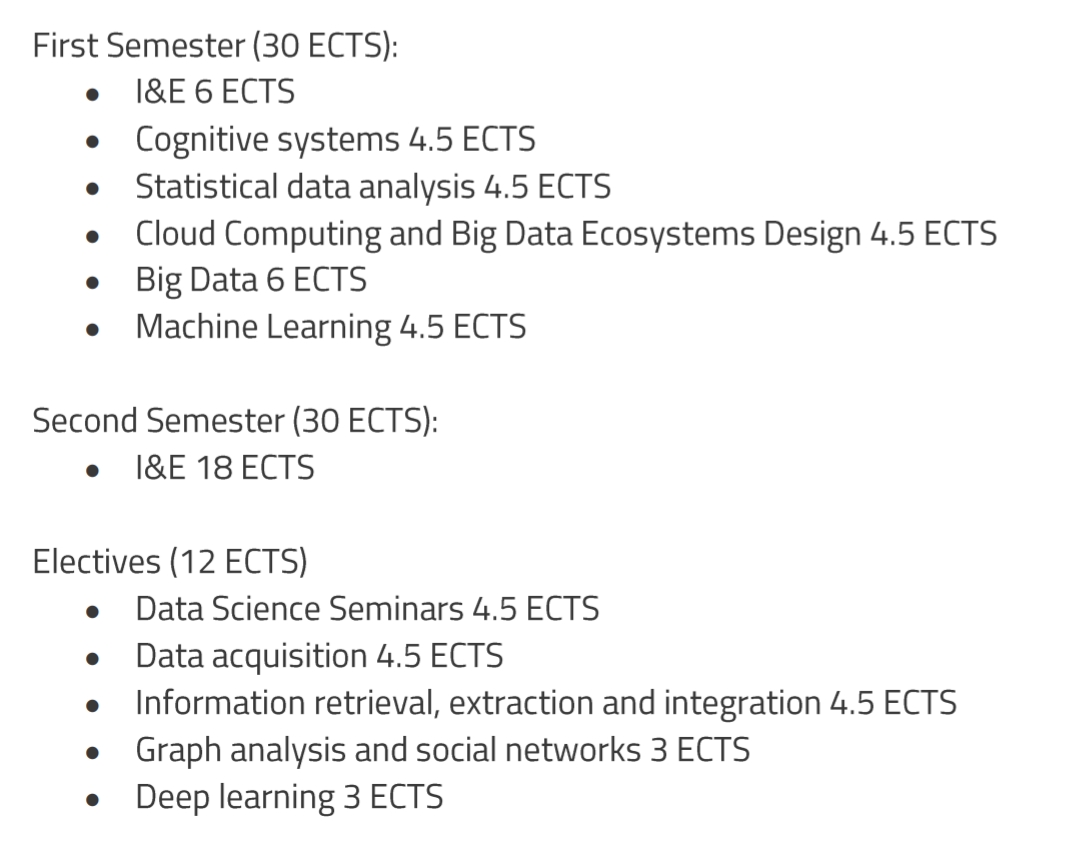 First Semester (30 ECTS):
● I&E 6 ECTS
● Cognitive systems 4.5 ECTS
● Statistical data analysis 4.5 ECTS
● Cloud Computing and Big Data Ecosystems Design 4.5 ECTS
● Big Data 6 ECTS
● Machine Learning 4.5 ECTS
Second Semester (30 ECTS):
● I&E 18 ECTS
Electives (12 ECTS)
● Data Science Seminars 4.5 ECTS
● Data acquisition 4.5 ECTS
● Information retrieval, extraction and integration 4.5 ECTS
● Graph analysis and social networks 3 ECTS
● Deep learning 3 ECTS